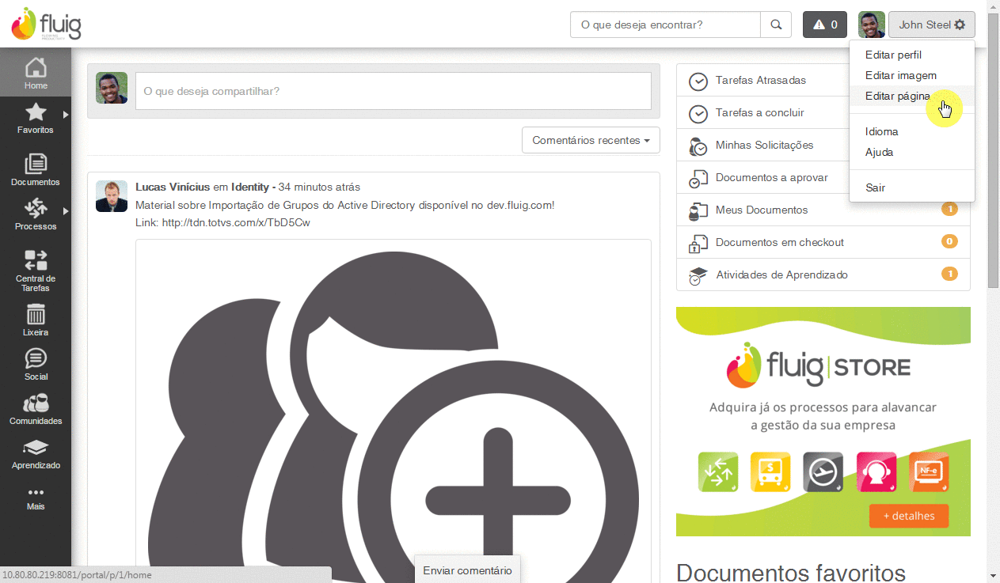 fluig
O que deseja encontrar?
0
John Steel
Editar perfil
Editar imagem
Editar página
Idioma
Ajuda
Sair
Home
Favoritos
Documentos
Processos
Central de
Tarefas
Lixeira
Social
Comunidades
Aprendizado
Mais
O que deseja compartilhar?
Comentários recentes
Lucas Vinícius em Identity - 34 minutos atrás
Material sobre Importação de Grupos do Active Directory disponível no dev.fluig.com!
Link: http://tdn.totvs.com/x/TbD5Cw
Enviar comentário
Tarefas Atrasadas
Tarefas a concluir
Minhas Solicitações
Documentos a aprovar
Meus Documentos 1
Documentos em checkout 0
Atividades de Aprendizado 1
fluig STORE
Adquira já os processos para alavancar
a gestão da sua empresa
$
NF-e
+ detalhes
Documentos favoritos
10.80.80.219:8081/portal/p/1/home